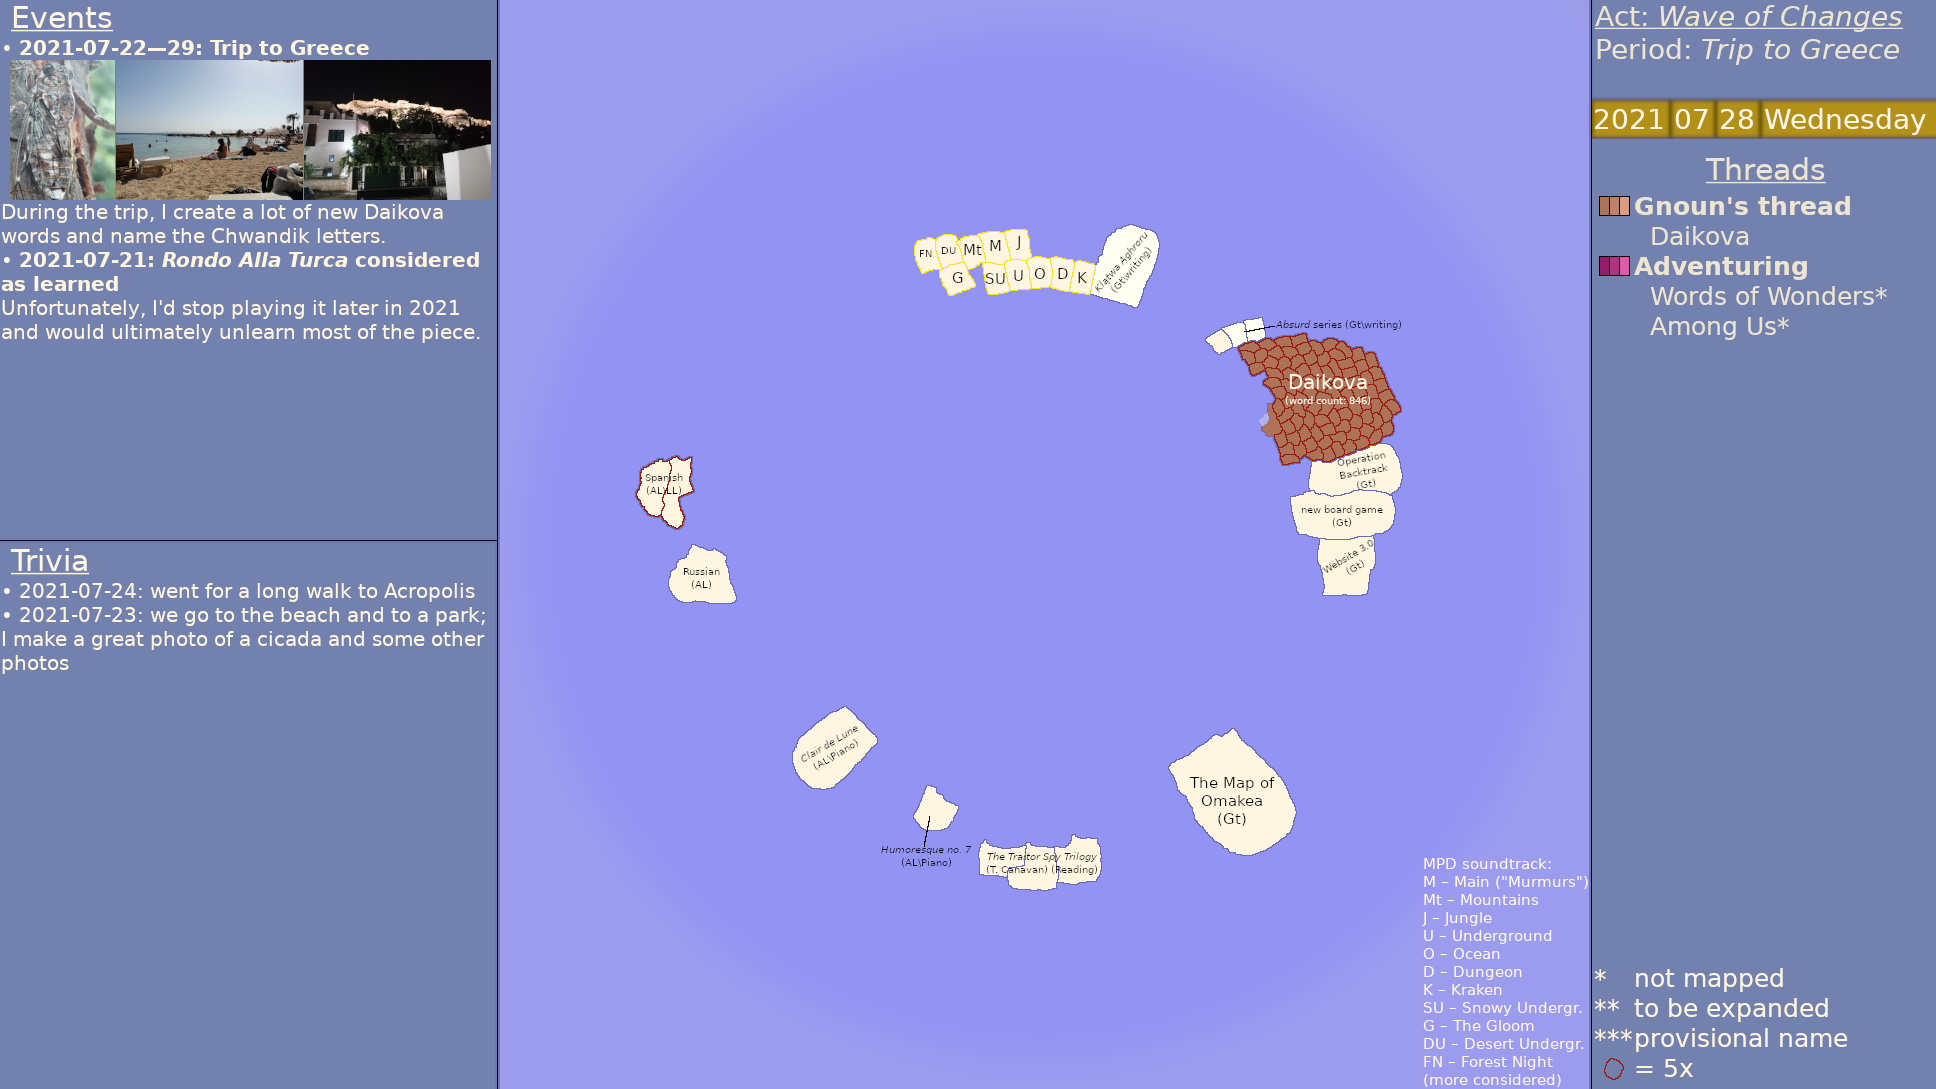 Events
• 2021-07-22—29: Trip to Greece
During the trip, I create a lot of new Daikova
words and name the Chwandik letters.
• 2021-07-21: Rondo Alla Turca considered
as learned
Unfortunately, I'd stop playing it later in 2021
and would ultimately unlearn most of the piece.
Trivia
• 2021-07-24: went for a long walk to Acropolis
• 2021-07-23: we go to the beach and to a park;
I make a great photo of a cicada and some other
photos
FN
DU
Mt
M
J
G
SU
U
O
D
K
Klątwa Aghroru
(Gt\writing)
Absurd series (Gt\writing)
Daikova
(word count: 846)
Operation
Backtrack
(Gt)
new board game
(Gt)
Website 3.0
(Gt)
Spanish
(AL\LL)
Russian
(AL)
Clair de Lune
(AL\Piano)
Humoresque no. 7
(AL\Piano)
The Traitor Spy Trilogy
(T. Canavan) (Reading)
The Map of
Omakea
(Gt)
MPD soundtrack:
M – Main ("Murmurs")
Mt – Mountains
J – Jungle
U – Underground
O – Ocean
D – Dungeon
K – Kraken
SU – Snowy Undergr.
G – The Gloom
DU – Desert Undergr.
FN – Forest Night
(more considered)
Act: Wave of Changes
Period: Trip to Greece
2021 07 28 Wednesday
Threads
Gnoun's thread
Daikova
Adventuring
Words of Wonders*
Among Us*
* not mapped
** to be expanded
*** provisional name
= 5x